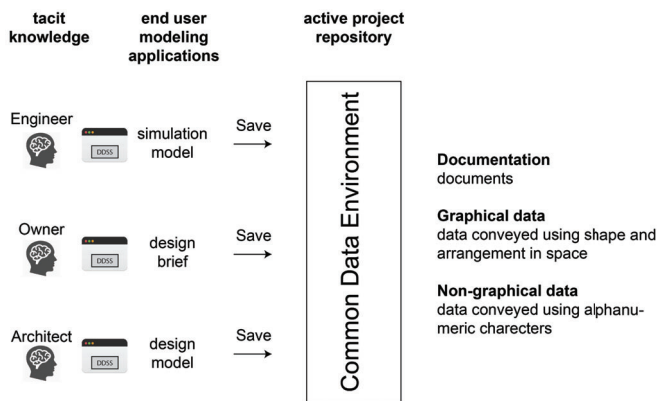 tacit
knowledge
end user
modeling
applications
active project
repository
Engineer
DDSS
simulation
model
Save
Owner
DDSS
design
brief
Save
Architect
DDSS
design
model
Save
Common Data Environment
Documentation
documents
Graphical data
data conveyed using shape and
arrangement in space
Non-graphical data
data conveyed using alphanu-
meric charecters